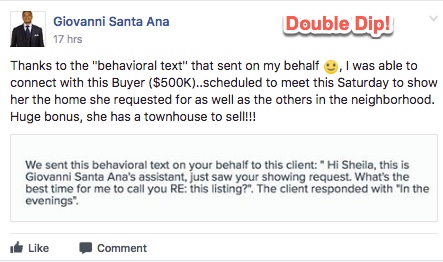 Giovanni Santa Ana
Double Dip!
17 hrs
Thanks to the "behavioral text" that sent on my behalf 😉, I was able to
connect with this Buyer ($500K)..scheduled to meet this Saturday to show
her the home she requested for as well as the others in the neighborhood.
Huge bonus, she has a townhouse to sell!!!
We sent this behavioral text on your behalf to this client: " Hi Sheila, this is
Giovanni Santa Ana's assistant, just saw your showing request. What's the
best time for me to call you RE: this listing?". The client responded with "In the
evenings".
Like Comment